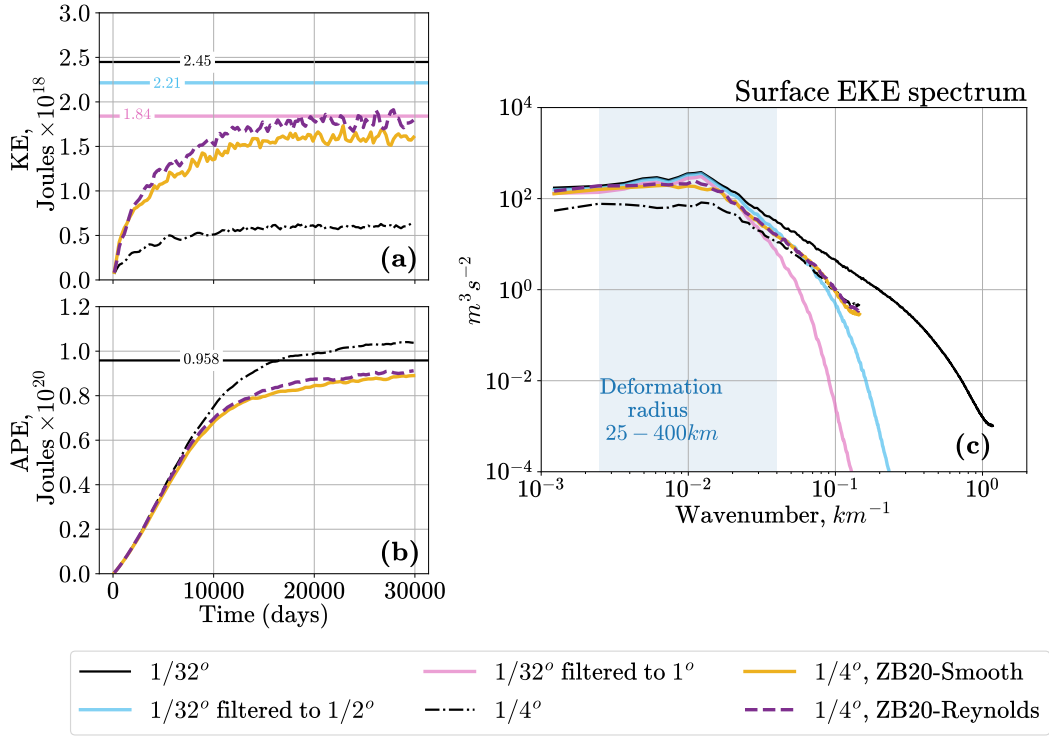 3.0
2.5
2.0
1.5
1.0
0.5
0.0
KE,
Joules ×10^18
2.45
2.21
1.84
(a)
1.2
1.0
0.8
0.6
0.4
0.2
0.0
APE,
Joules ×10^20
0.958
(b)
0 10000 20000 30000
Time (days)
Surface EKE spectrum
10^4
10^2
10^0
10^−2
10^−4
m^3 s^−2
Deformation
radius
25 − 400km
(c)
10^−3 10^−2 10^−1 10^0
Wavenumber, km^−1
1/32^o
1/32^o filtered to 1/2^o
1/32^o filtered to 1^o
1/4^o
1/4^o, ZB20-Smooth
1/4^o, ZB20-Reynolds